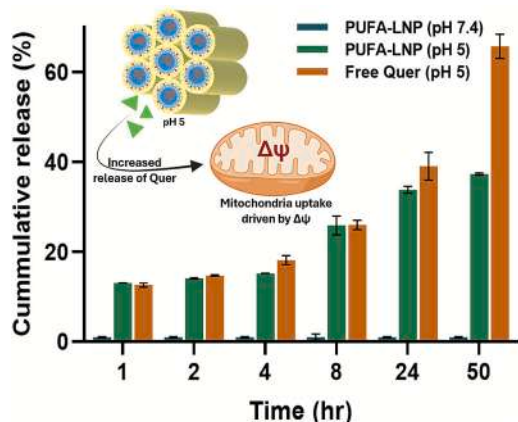 Cummulative release (%)
60
40
20
0
PUFA-LNP (pH 7.4)
PUFA-LNP (pH 5)
Free Quer (pH 5)
pH 5
Increased
release of Quer
Δψ
Mitochondria uptake
driven by Δψ
1 2 4 8 24 50
Time (hr)